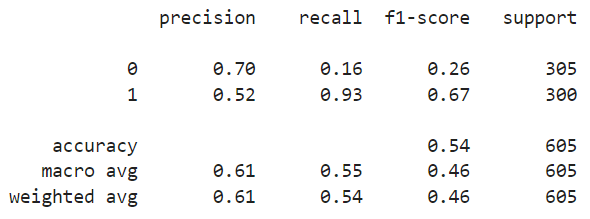 precision recall f1-score support
0 0.70 0.16 0.26 305
1 0.52 0.93 0.67 300
accuracy 0.54 605
macro avg 0.61 0.55 0.46 605
weighted avg 0.61 0.54 0.46 605